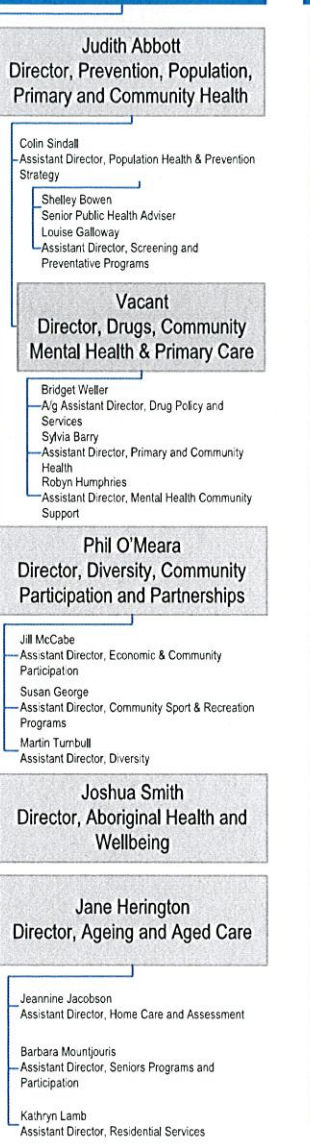 Judith Abbott
Director, Prevention, Population,
Primary and Community Health
Colin Sindall
Assistant Director, Population Health & Prevention
Strategy
Shelley Bowen
Senior Public Health Adviser
Louise Galloway
Assistant Director, Screening and
Preventative Programs
Vacant
Director, Drugs, Community
Mental Health & Primary Care
Bridget Weller
A/g Assistant Director, Drug Policy and
Services
Sylvia Barry
Assistant Director, Primary and Community
Health
Robyn Humphries
Assistant Director, Mental Health Community
Support
Phil O'Meara
Director, Diversity, Community
Participation and Partnerships
Jill McCabe
Assistant Director, Economic & Community
Participation
Susan George
Assistant Director, Community Sport & Recreation
Programs
Martin Turnbull
Assistant Director, Diversity
Joshua Smith
Director, Aboriginal Health and
Wellbeing
Jane Herington
Director, Ageing and Aged Care
Jeannine Jacobson
Assistant Director, Home Care and Assessment
Barbara Mountjouris
Assistant Director, Seniors Programs and
Participation
Kathryn Lamb
Assistant Director, Residential Services